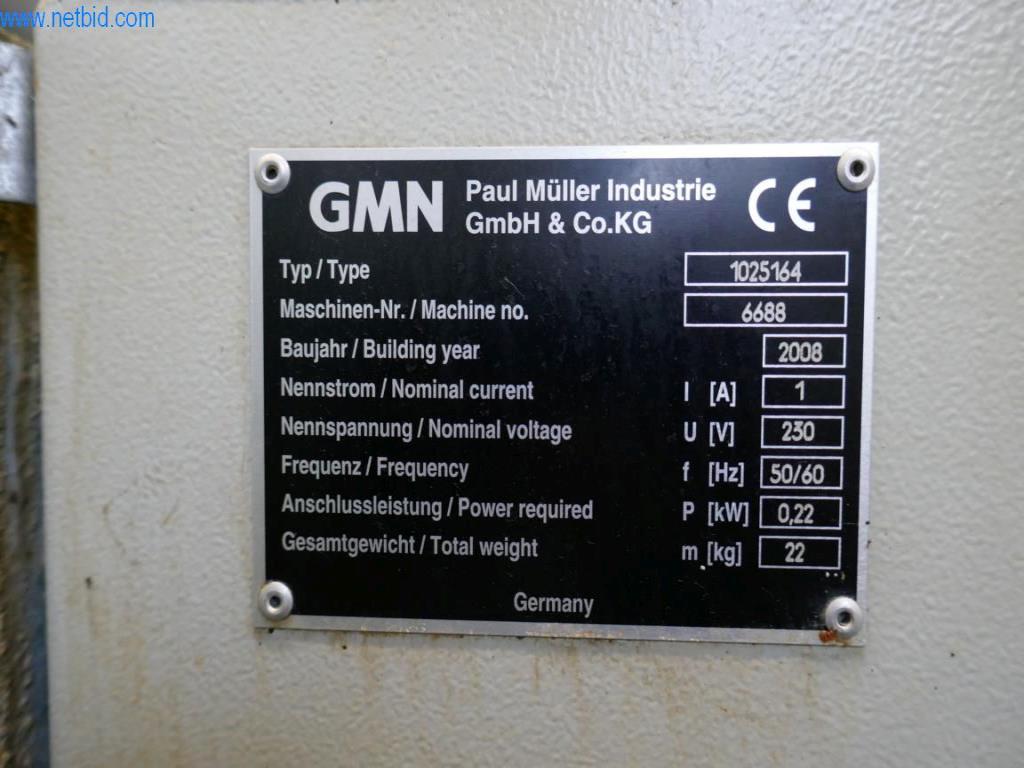 www.netbid.com
GMN Paul Müller Industrie
GmbH & Co.KG
CE
Typ / Type 1025164
Maschinen-Nr. / Machine no. 6688
Baujahr / Building year 2008
Nennstrom / Nominal current I [A] 1
Nennspannung / Nominal voltage U [V] 230
Frequenz / Frequency f [Hz] 50/60
Anschlussleistung / Power required P [kW] 0,22
Gesamtgewicht / Total weight m [kg] 22
Germany